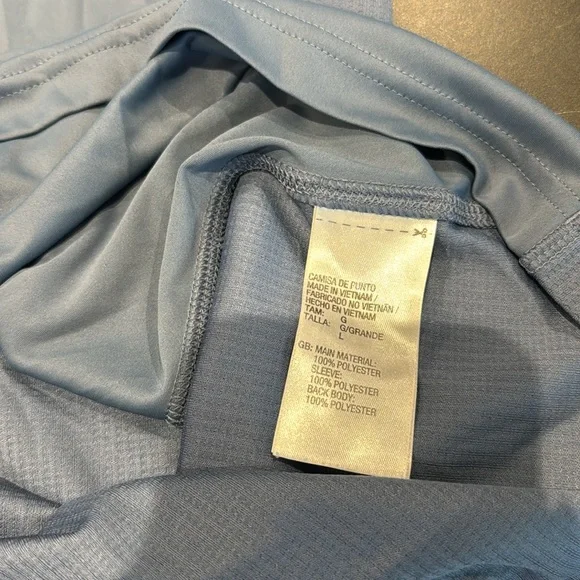 CAMISA DE PUNTO
MADE IN VIETNAM /
FABRICADO NO VIETNÃN /
HECHO EN VIETNAM
TAM: G
TALLA: G/GRANDE
L
GB: MAIN MATERIAL:
100% POLYESTER
SLEEVE:
100% POLYESTER
BACK BODY:
100% POLYESTER